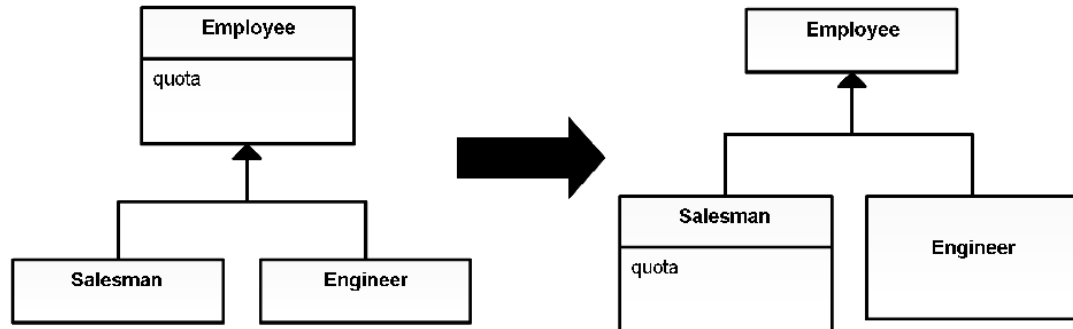 Employee
quota
Salesman
Engineer
Employee
Salesman
quota
Engineer